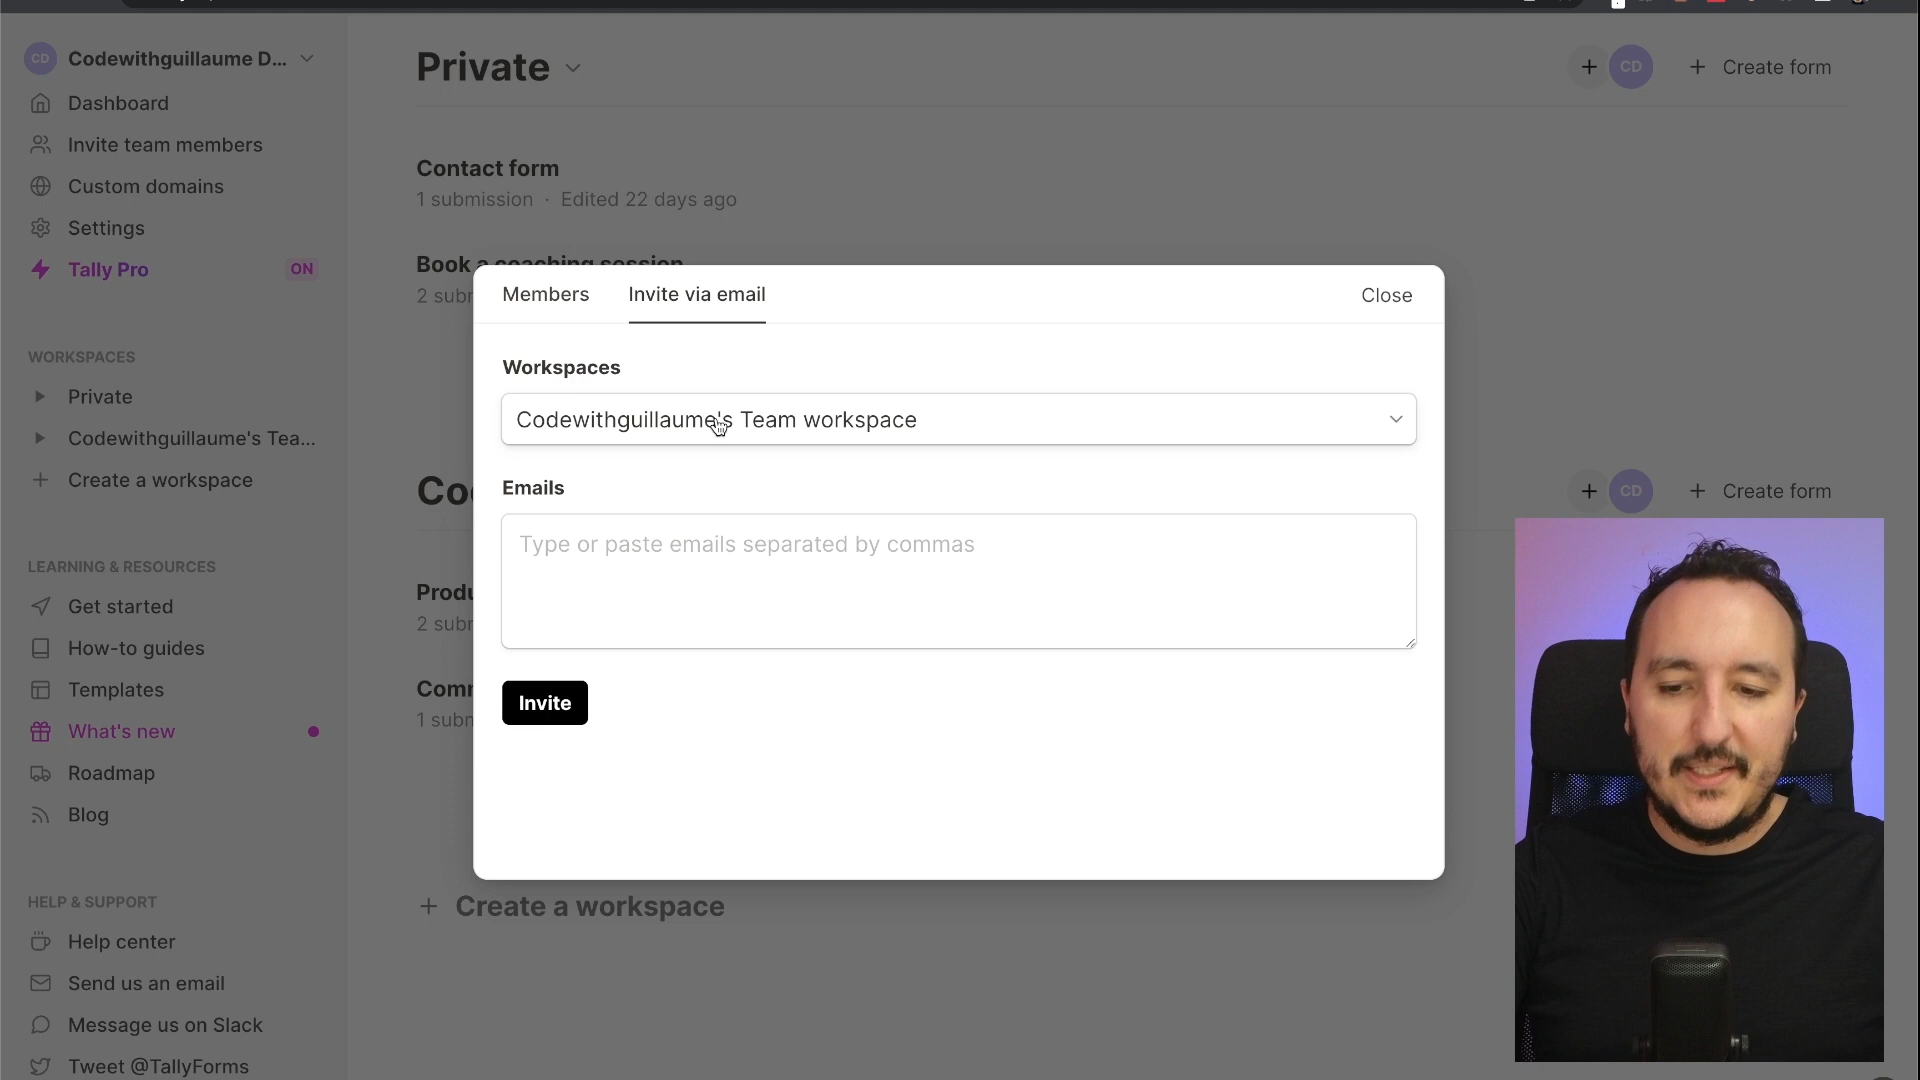 CD Codewithguillaume D...
Dashboard
Invite team members
Custom domains
Settings
Tally Pro ON
WORKSPACES
Private
Codewithguillaume's Tea...
Create a workspace
LEARNING & RESOURCES
Get started
How-to guides
Templates
What's new
Roadmap
Blog
HELP & SUPPORT
Help center
Send us an email
Message us on Slack
Tweet @TallyForms
Private
+ CD + Create form
Contact form
1 submission · Edited 22 days ago
Book a coaching session
2 subr
Members Invite via email Close
Workspaces
Codewithguillaume's Team workspace
Emails
Type or paste emails separated by commas
Invite
Co
+ CD + Create form
Produ
2 subr
Comm
1 subn
+ Create a workspace